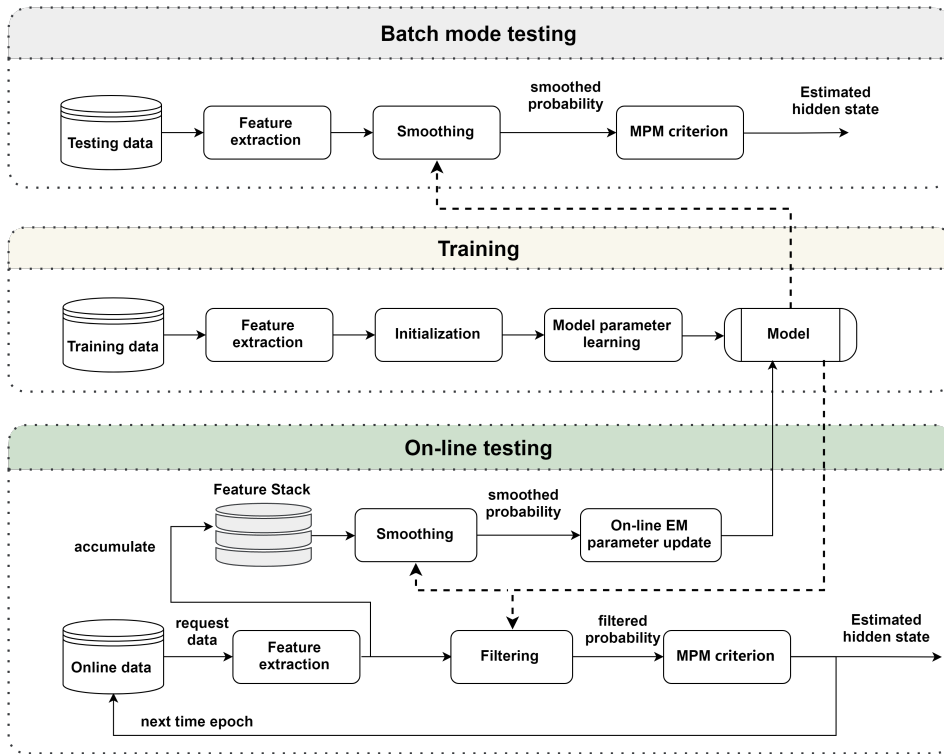 Batch mode testing
Testing data
Feature
extraction
Smoothing
smoothed
probability
MPM criterion
Estimated
hidden state
Training
Training data
Feature
extraction
Initialization
Model parameter
learning
Model
On-line testing
Feature Stack
accumulate
Smoothing
smoothed
probability
On-line EM
parameter update
Online data
request
data
Feature
extraction
Filtering
filtered
probability
MPM criterion
Estimated
hidden state
next time epoch